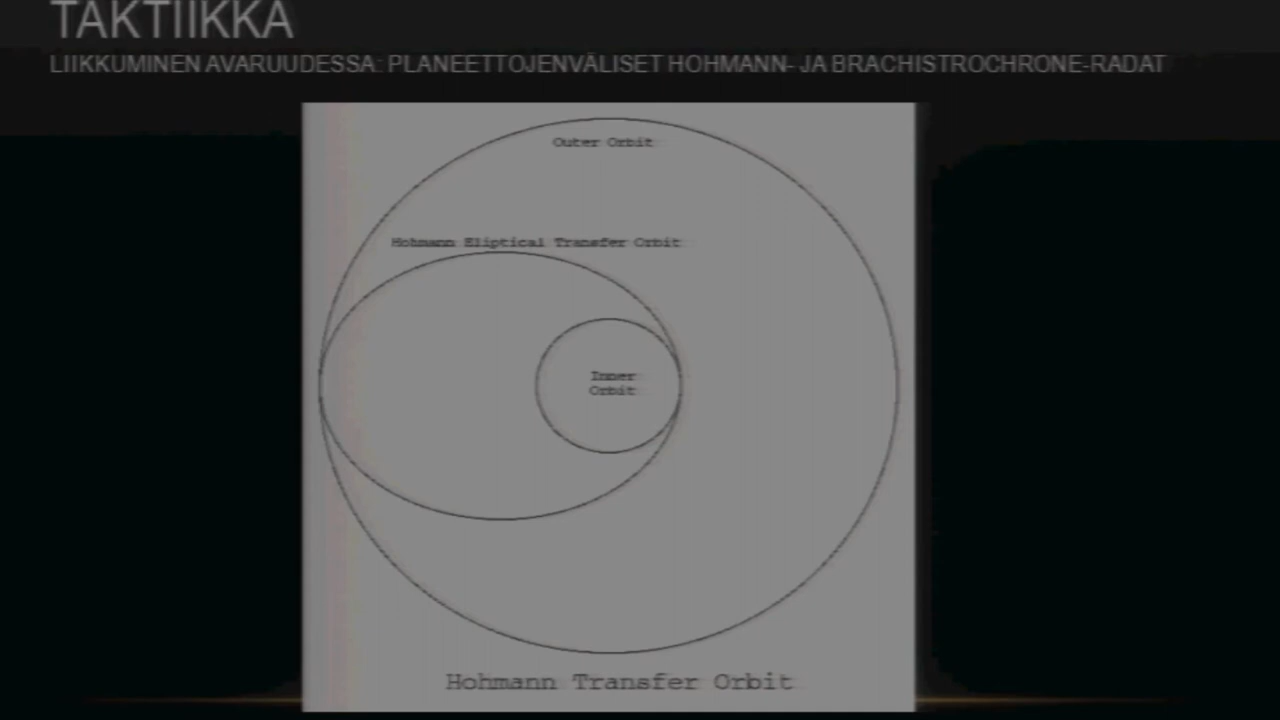 TAKTIIKKA
LIIKKUMINEN AVARUUDESSA: PLANEETTOJENVÄLISET HOHMANN- JA BRACHISTROCHRONE-RADAT
Outer Orbit
Hohmann Eliptical Transfer Orbit
Inner
Orbit
Hohmann Transfer Orbit